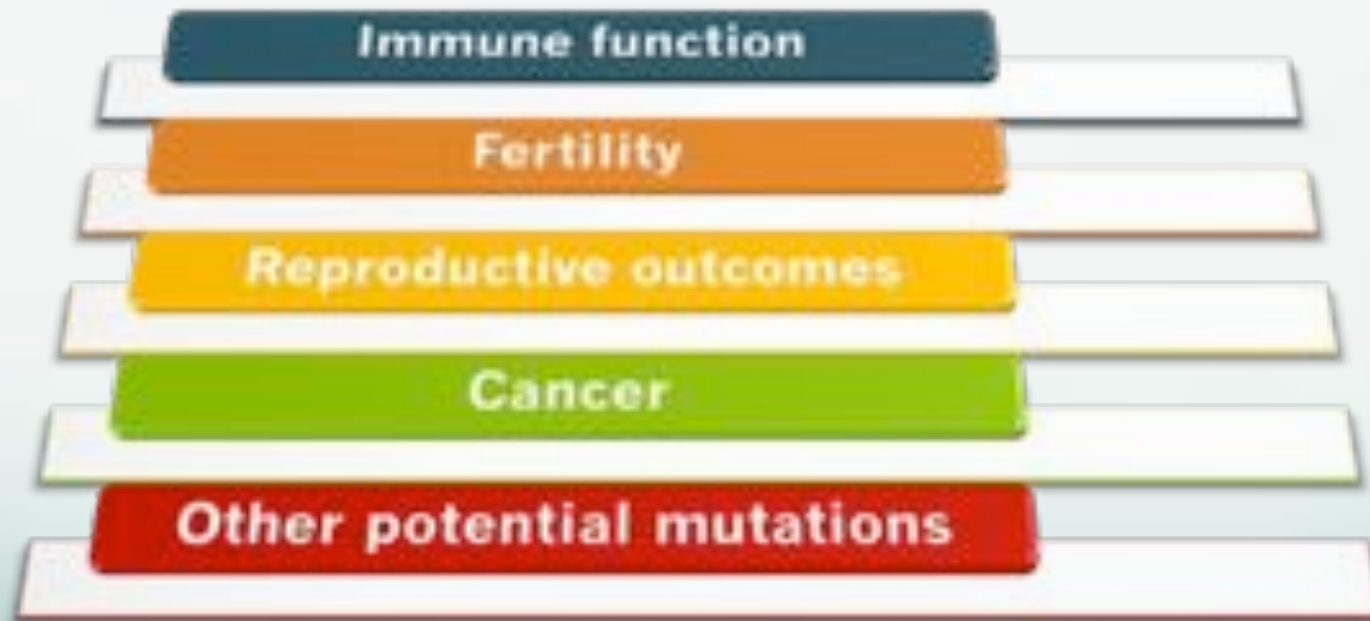 Immune function
Fertility
Reproductive outcomes
Cancer
Other potential mutations